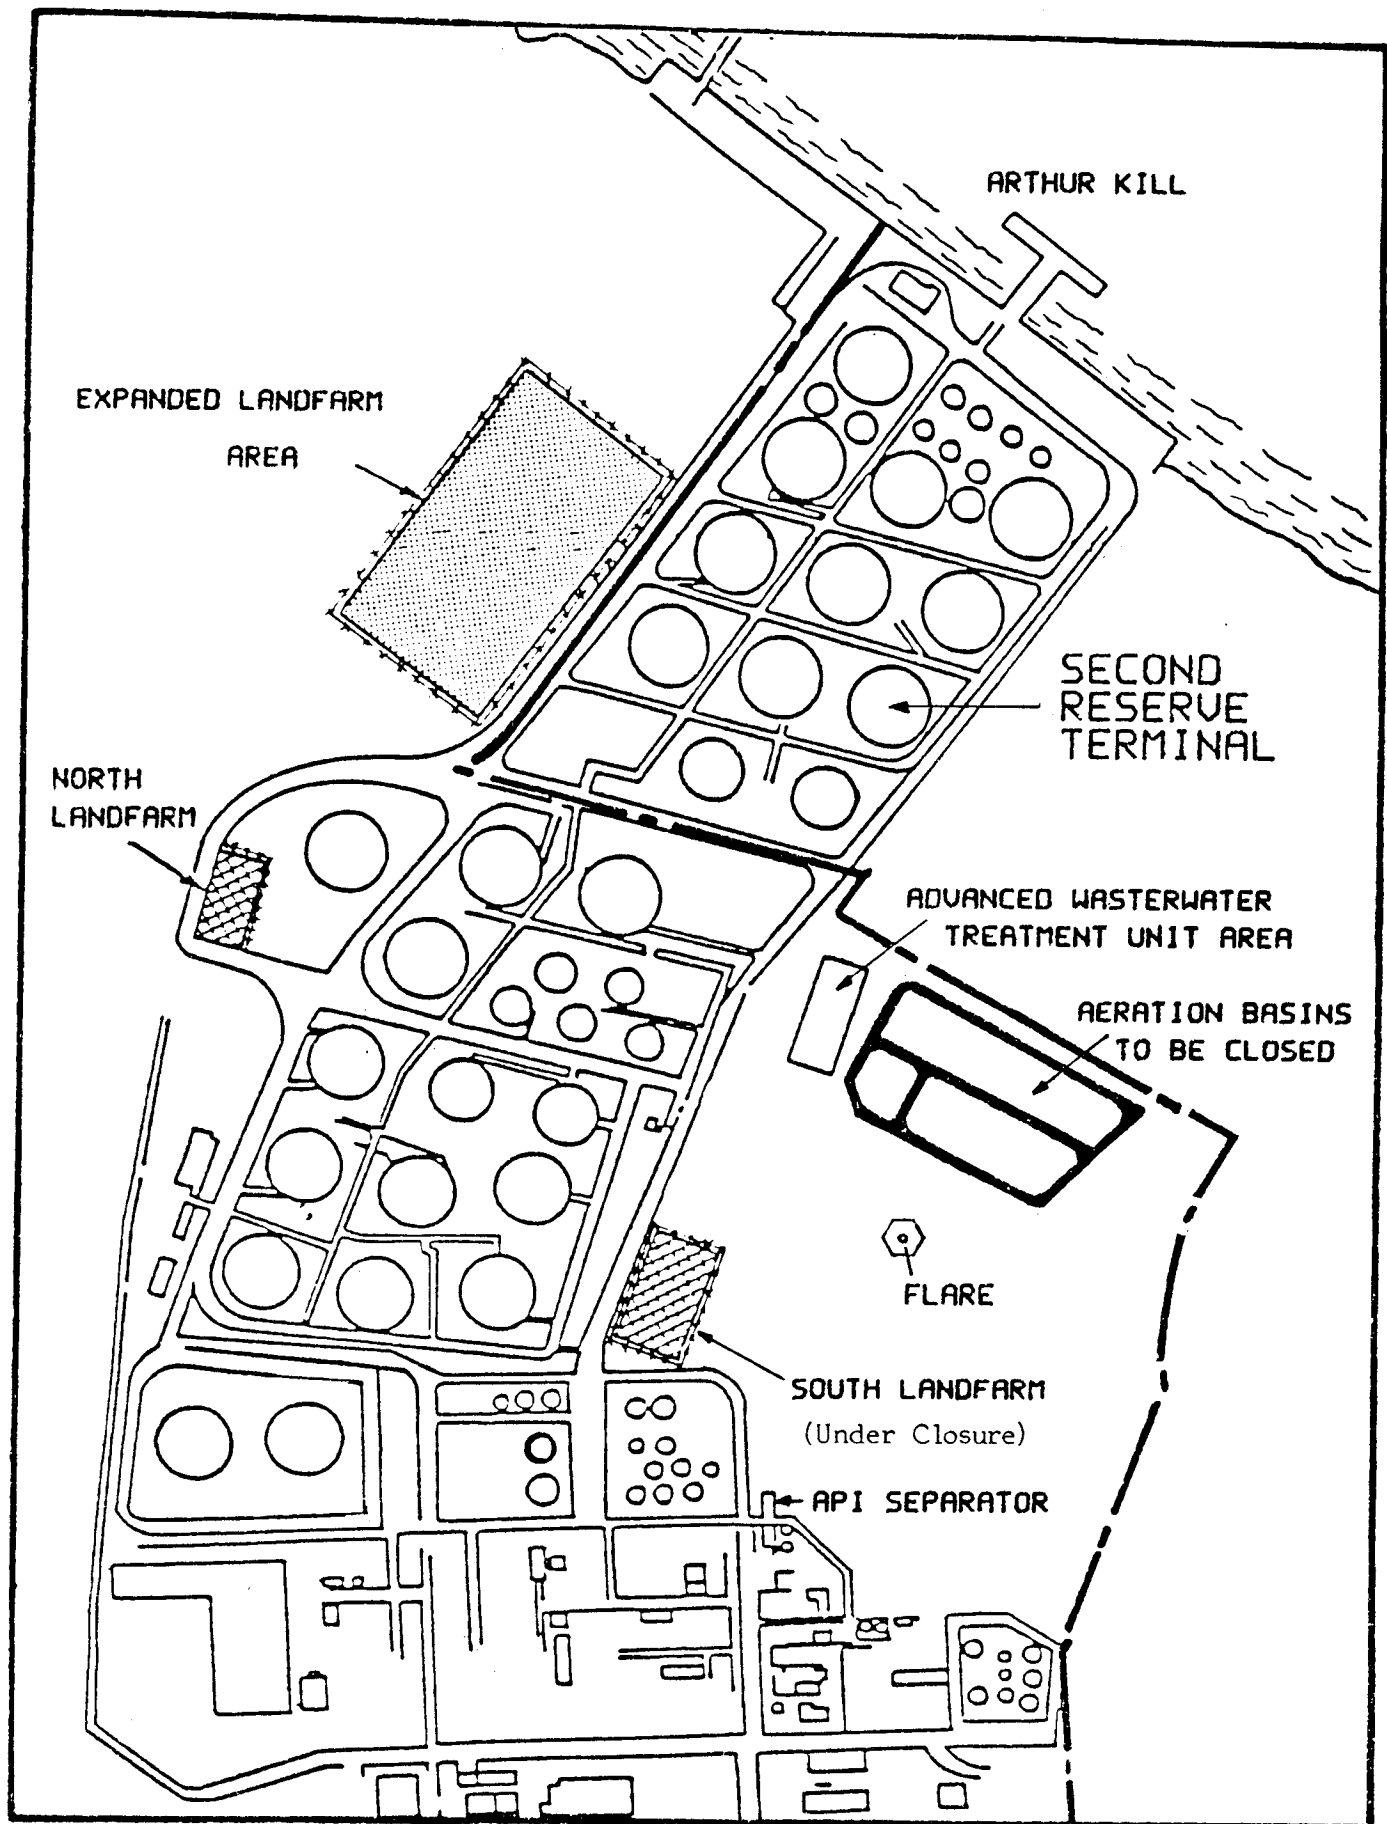 ARTHUR KILL
EXPANDED LANDFARM
AREA
SECOND
RESERVE
TERMINAL
NORTH
LANDFARM
ADVANCED WASTERWATER
TREATMENT UNIT AREA
AERATION BASINS
TO BE CLOSED
FLARE
SOUTH LANDFARM
(Under Closure)
API SEPARATOR